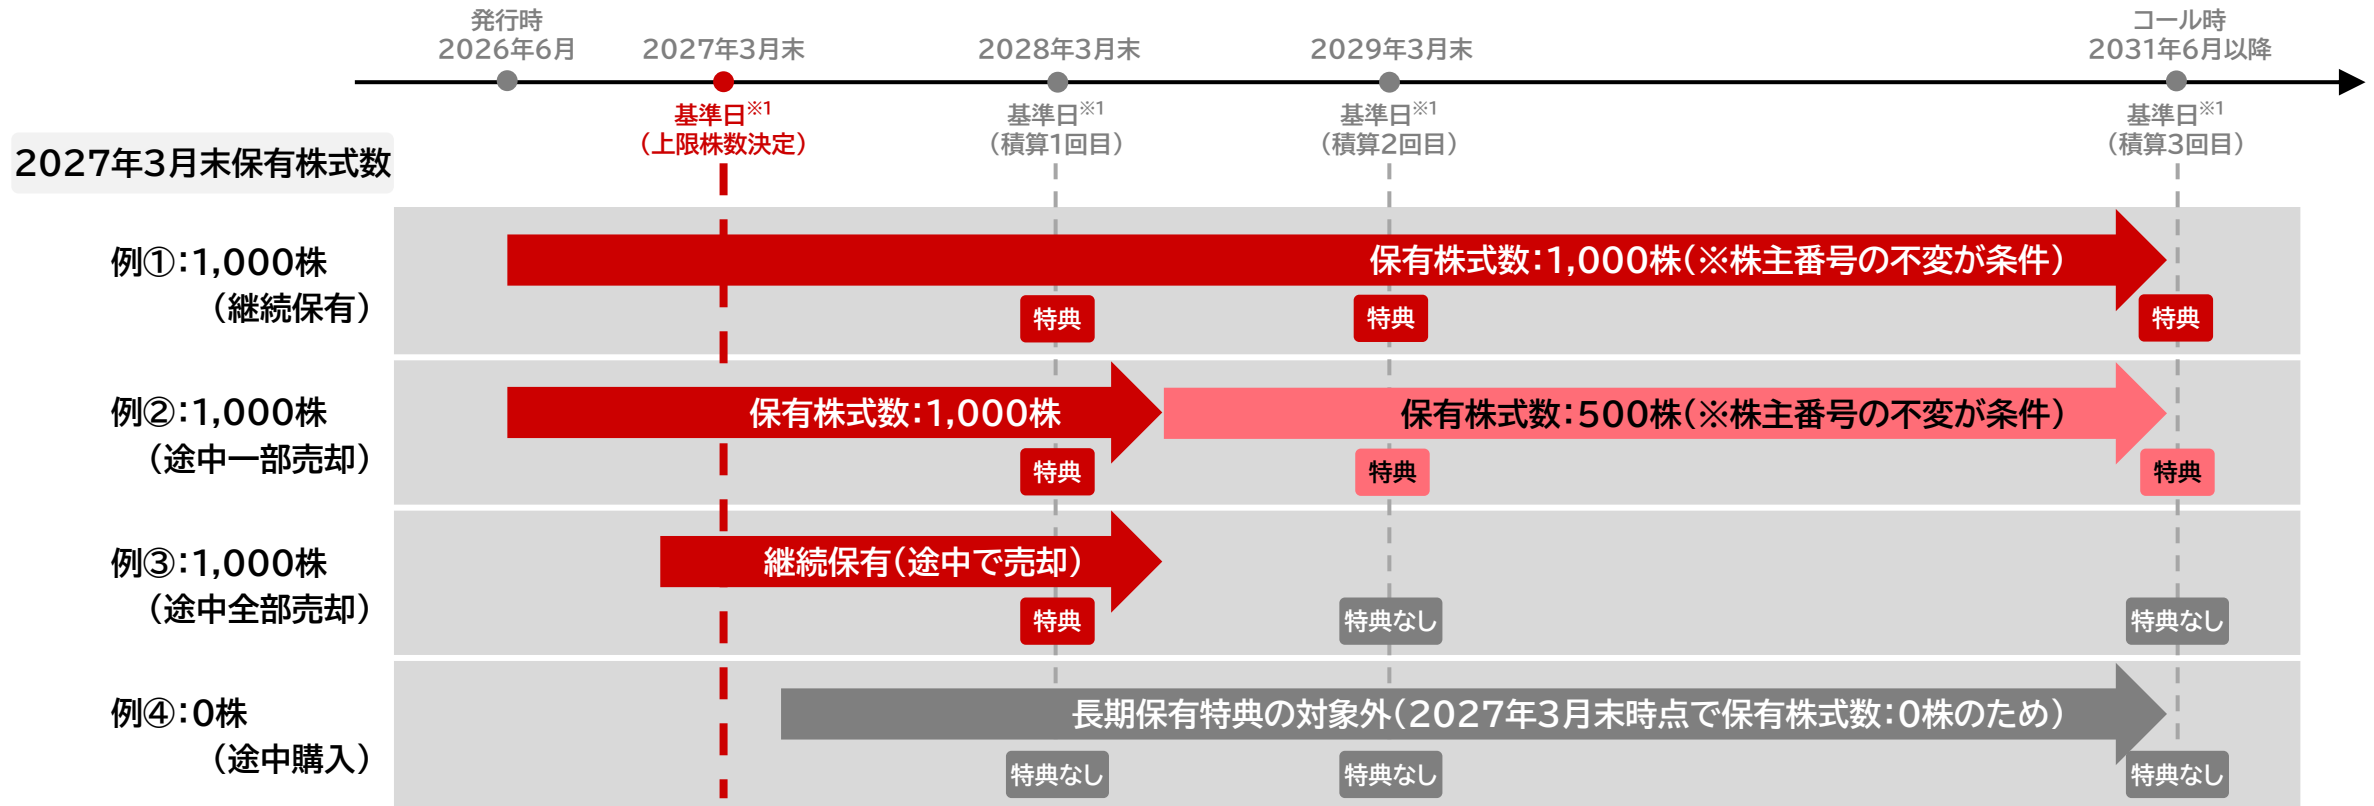 発行時
2026年6月
2027年3月末
2028年3月末
2029年3月末
コール時
2031年6月以降
基準日※1
(上限株数決定)
基準日※1
(積算1回目)
基準日※1
(積算2回目)
基準日※1
(積算3回目)
2027年3月末保有株式数
例①:1,000株
(継続保有)
保有株式数:1,000株(※株主番号の不変が条件)
特典
特典
特典
例②:1,000株
(途中一部売却)
保有株式数:1,000株
保有株式数:500株(※株主番号の不変が条件)
特典
特典
特典
例③:1,000株
(途中全部売却)
継続保有(途中で売却)
特典
特典なし
特典なし
例④:0株
(途中購入)
長期保有特典の対象外(2027年3月末時点で保有株式数:0株のため)
特典なし
特典なし
特典なし